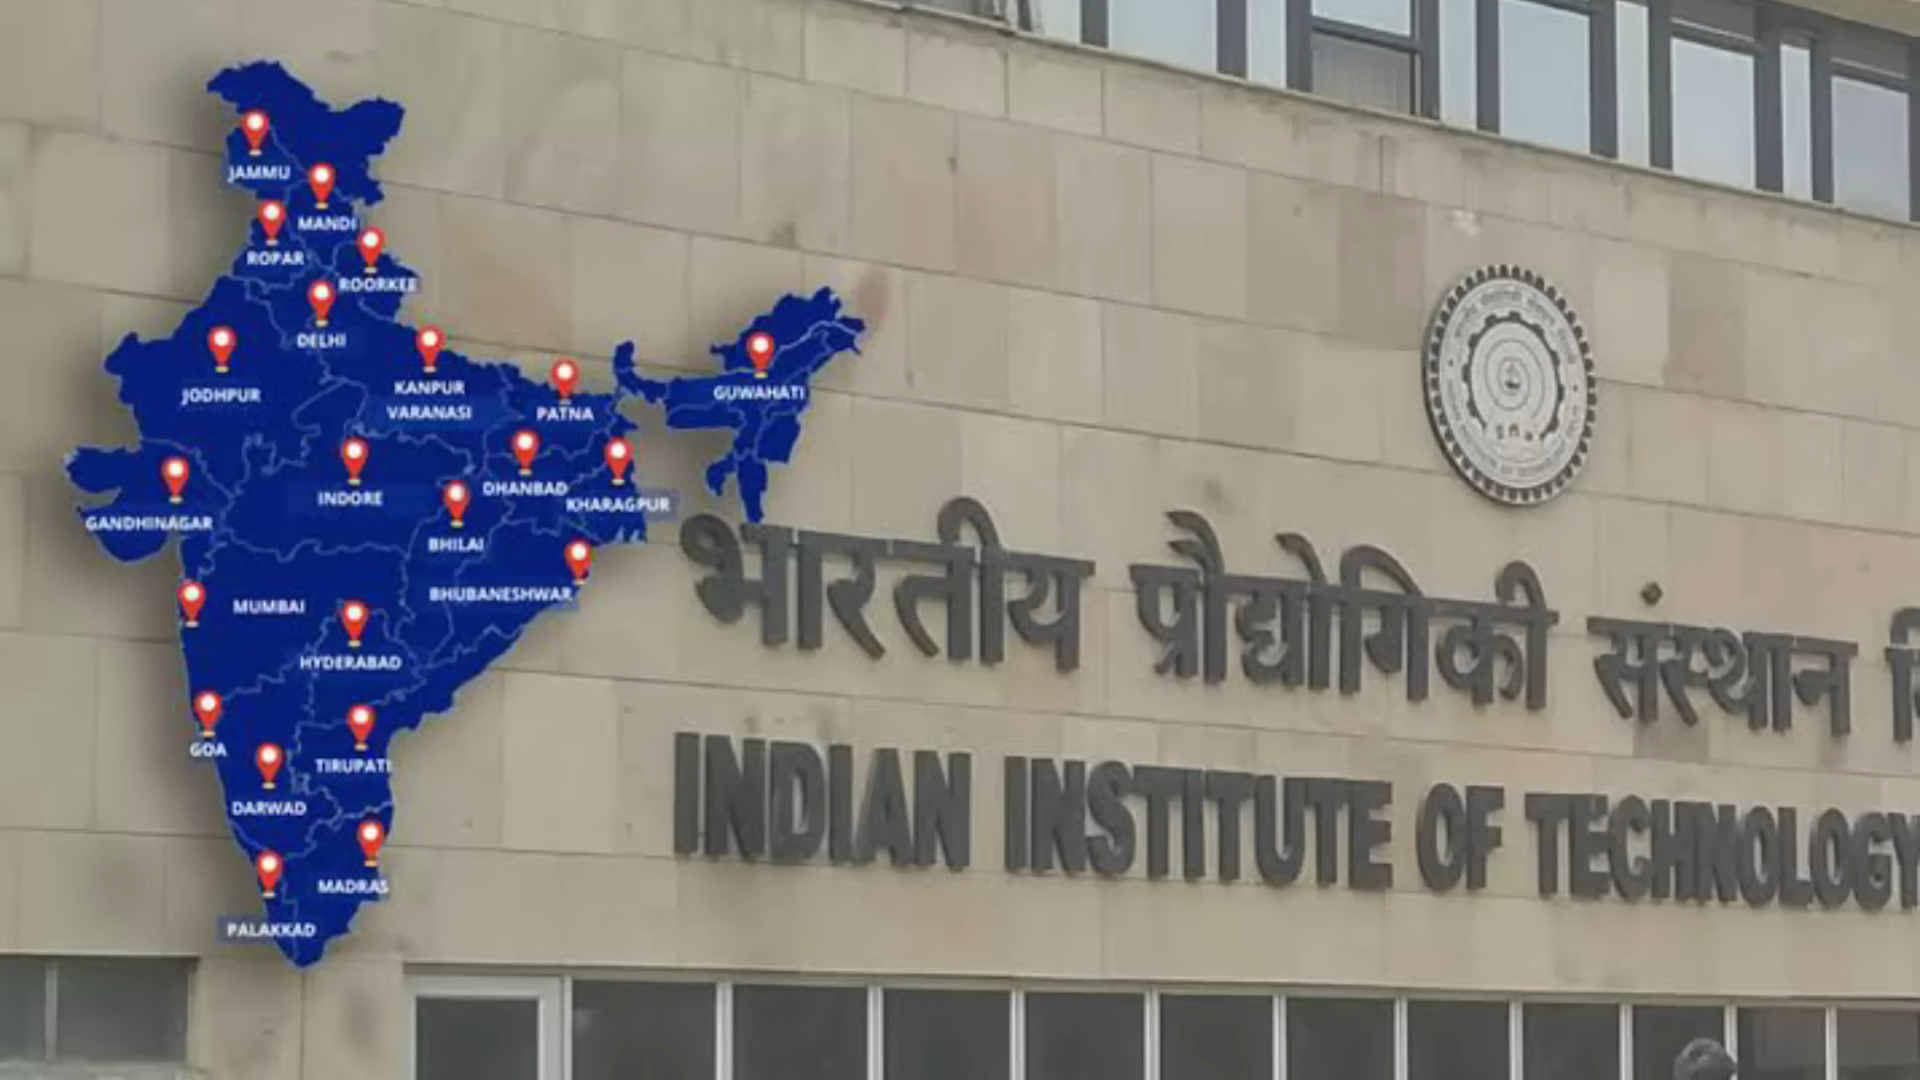 JAMMU
MANDI
ROPAR
ROORKEE
DELHI
JODHPUR
KANPUR
VARANASI
PATNA
GUWAHATI
INDORE
DHANBAD
KHARAGPUR
GANDHINAGAR
BHILAI
BHUBANESHWAR
MUMBAI
HYDERABAD
GOA
TIRUPATI
DARWAD
MADRAS
PALAKKAD
भारतीय प्रौद्योगिकी संस्थान
INDIAN INSTITUTE OF TECHNOLOGY